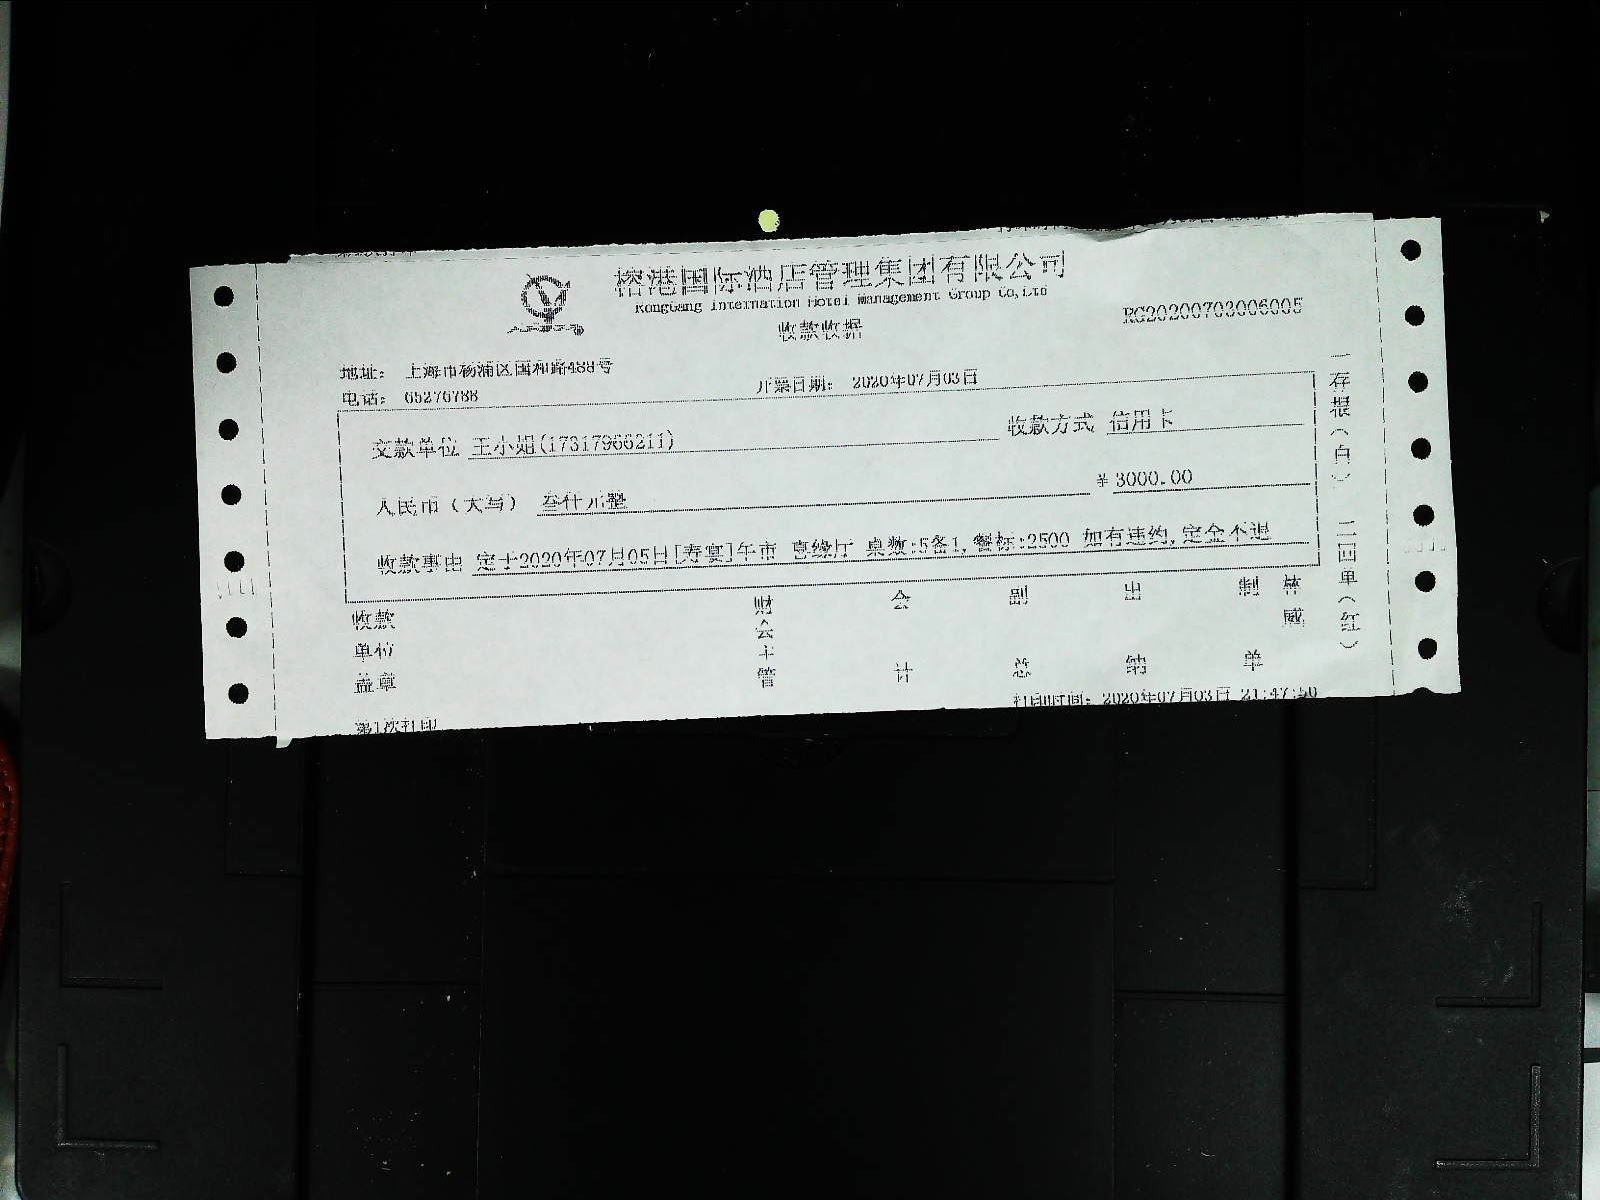 榕港国际酒店管理集团有限公司
RongGang Internation Hotel Management Group Co,Ltd
收款收据
RG20200703006005
地址： 上海市杨浦区国和路488号
电话： 65276788
开票日期： 2020年07月03日
交款单位 王小姐(17317966211)
收款方式 信用卡
人民币（大写） 叁仟元整
￥3000.00
收款事由 定于2020年07月05日[寿宴]午市 喜缘厅 桌数:5备1,餐标:2500 如有违约,定金不退
收款单位盖章
财会主管
会计
副总
出纳
制单
林威
一存根（白） 二回单（红）
第1次打印
打印时间： 2020年07月03日 21:47:50